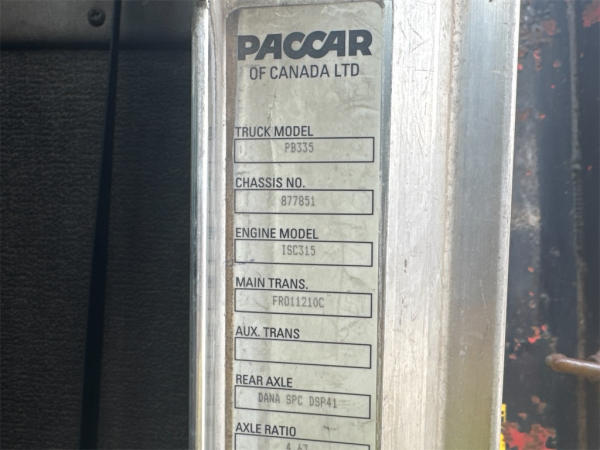 PACCAR
OF CANADA LTD
TRUCK MODEL
PB335
CHASSIS NO.
877851
ENGINE MODEL
ISC315
MAIN TRANS.
FRO11210C
AUX. TRANS
REAR AXLE
DANA SPC DSP41
AXLE RATIO